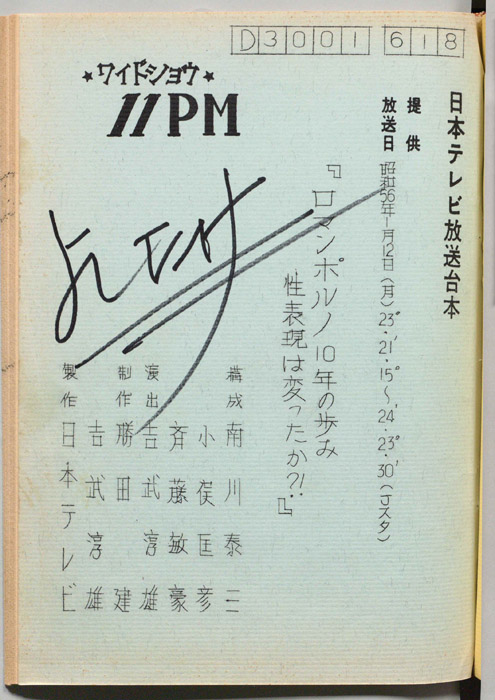 D3001618
日本テレビ放送台本
提供
放送日 昭和56年1月12日(月)23°・21′・15°〜24′・23°・30′(Jスタ)
★ワイドショウ★
11PM
『ロマンポルノ10年の歩み
性表現は変ったか?!』
構成 南川泰三
小俣匡彦
斉藤敏豪
演出 吉武淳雄
制作 勝田建
吉武淳雄
製作 日本テレビ